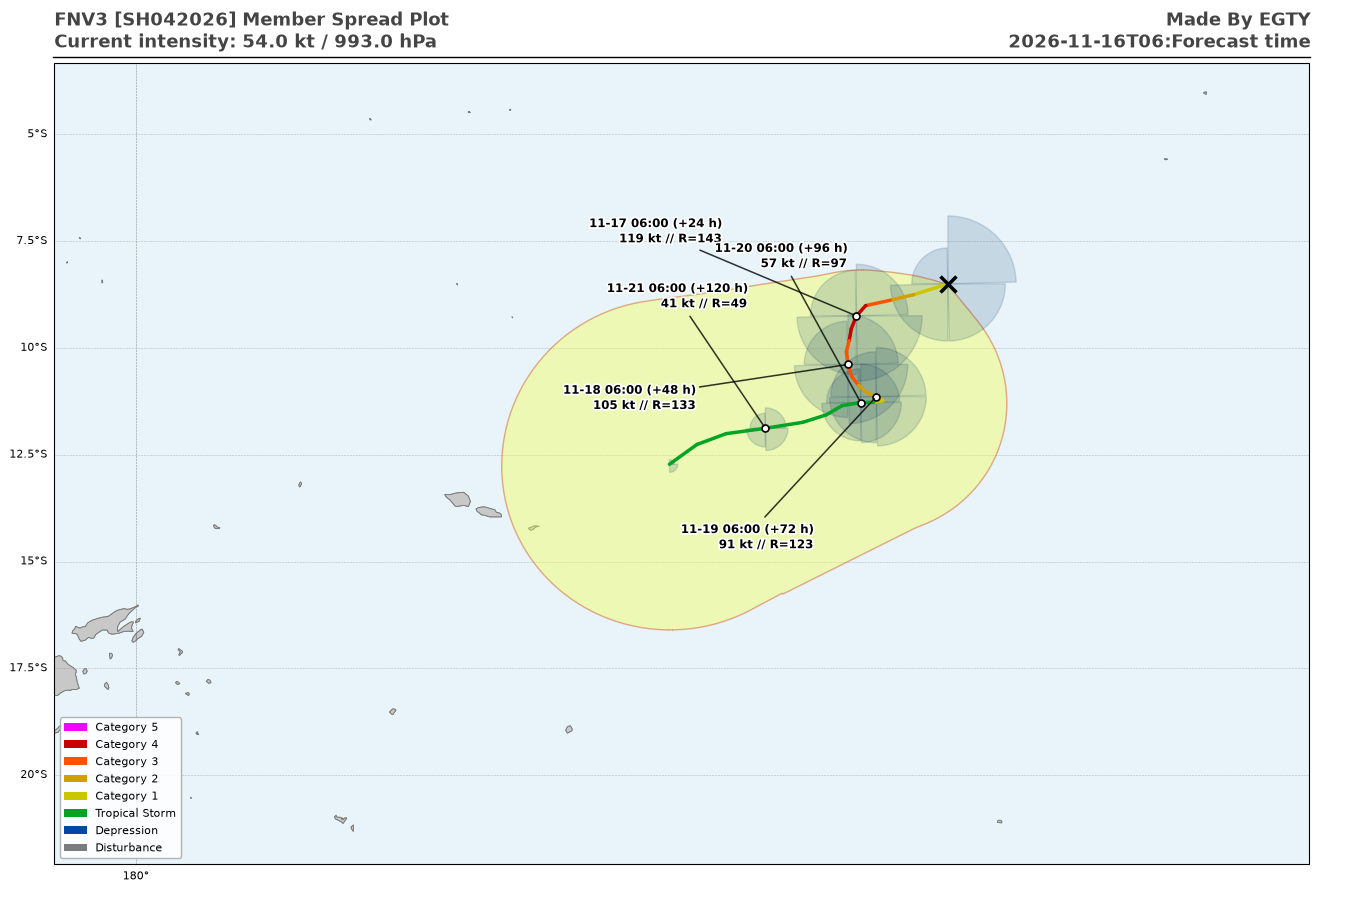 FNV3 [SH042026] Member Spread Plot
Current intensity: 54.0 kt / 993.0 hPa
Made By EGTY
2026-11-16T06:Forecast time
5°S
7.5°S
10°S
12.5°S
15°S
17.5°S
20°S
180°
11-17 06:00 (+24 h)
119 kt // R=143
11-20 06:00 (+96 h)
57 kt // R=97
11-21 06:00 (+120 h)
41 kt // R=49
11-18 06:00 (+48 h)
105 kt // R=133
11-19 06:00 (+72 h)
91 kt // R=123
Category 5
Category 4
Category 3
Category 2
Category 1
Tropical Storm
Depression
Disturbance